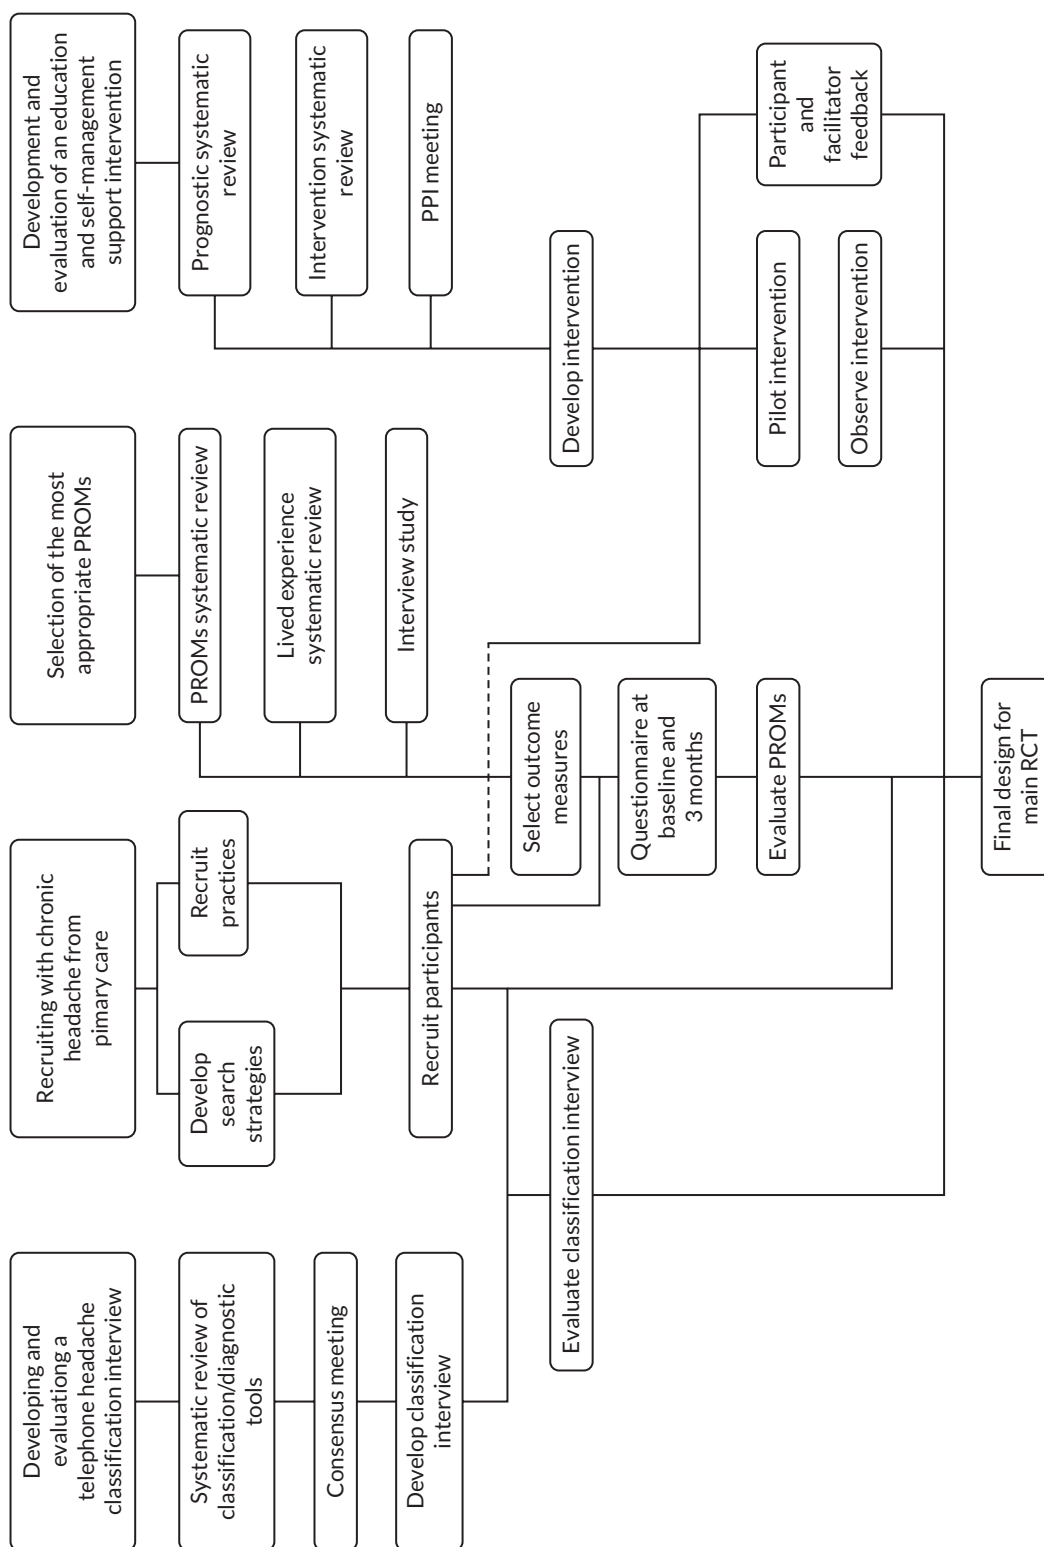 Developing and
evaluationg a
telephone headache
classification interview
Systematic review of
classification/diagnostic
tools
Consensus meeting
Develop classification
interview
Evaluate classification interview
Recruiting with chronic
headache from
pimary care
Develop
search
strategies
Recruit
practices
Recruit participants
Selection of the most
appropriate PROMs
PROMs systematic review
Lived experience
systematic review
Interview study
Select outcome
measures
Questionnaire at
baseline and
3 months
Evaluate PROMs
Development and
evaluation of an education
and self-management
support intervention
Prognostic systematic
review
Intervention systematic
review
PPI meeting
Develop intervention
Pilot intervention
Observe intervention
Participant
and
facilitator
feedback
Final design for
main RCT